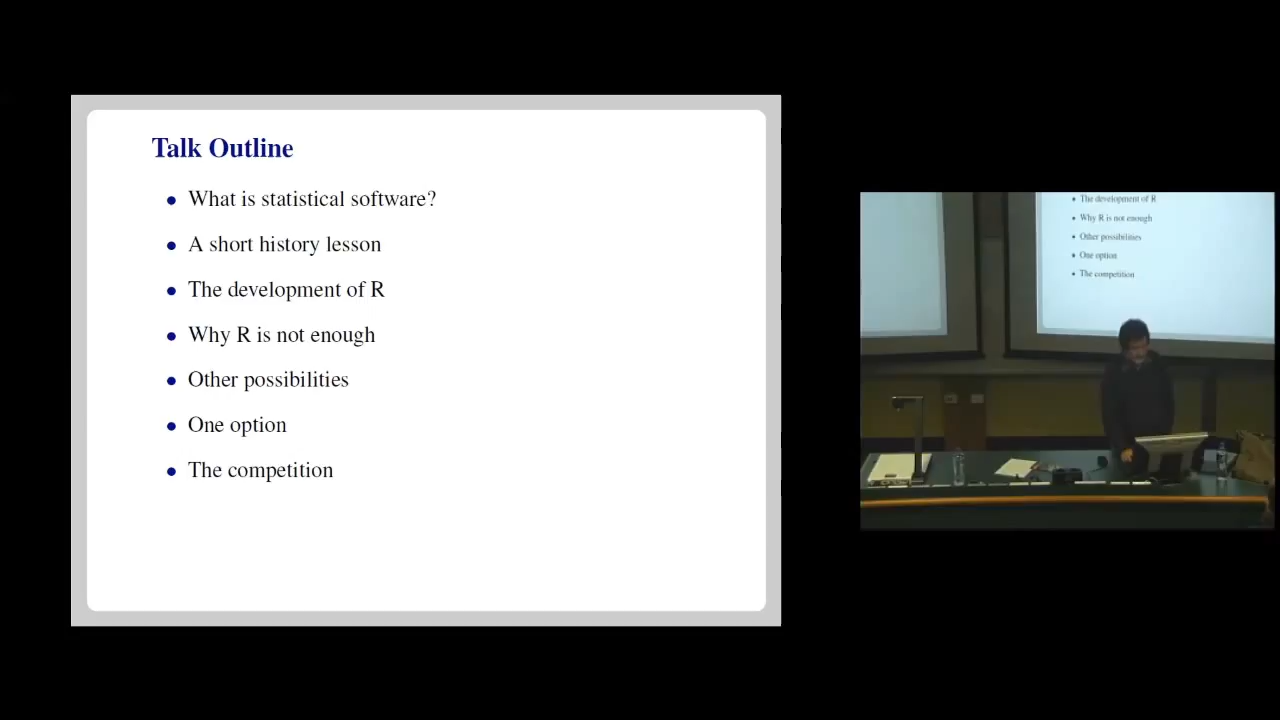 Talk Outline
• What is statistical software?
• A short history lesson
• The development of R
• Why R is not enough
• Other possibilities
• One option
• The competition
• The development of R
• Why R is not enough
• Other possibilities
• One option
• The competition